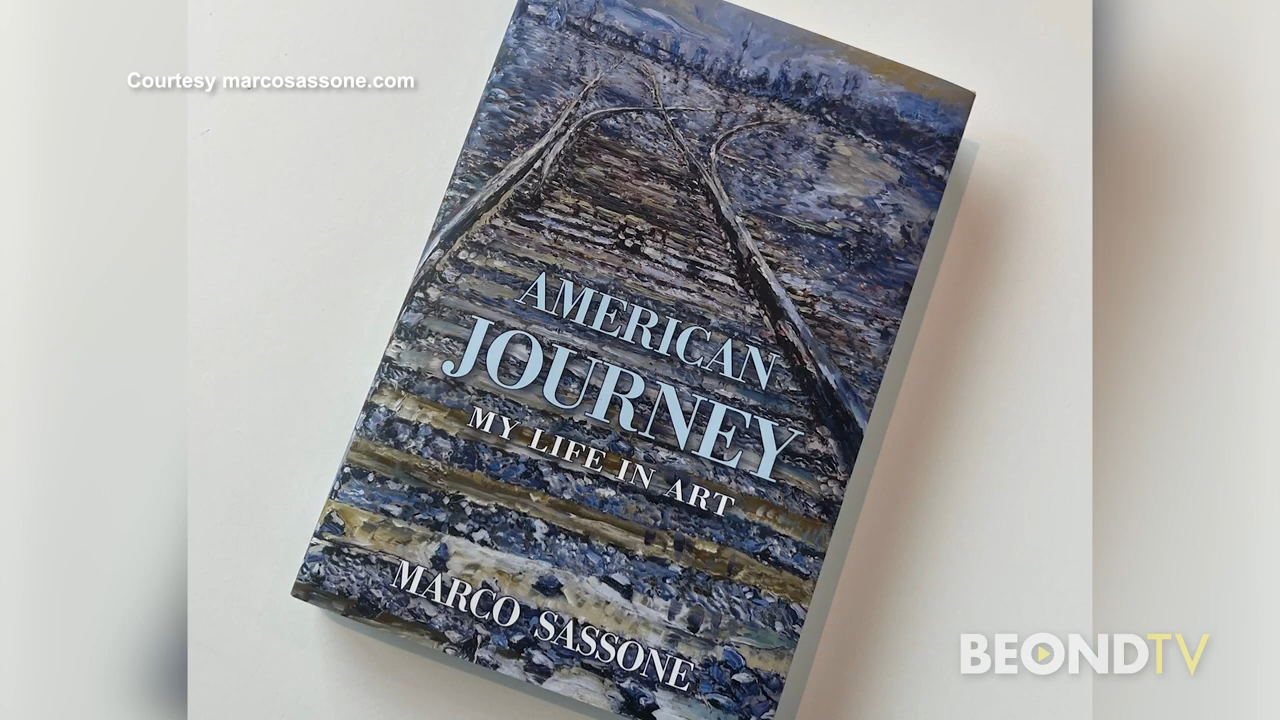 Courtesy marcosassone.com
AMERICAN
JOURNEY
MY LIFE IN ART
MARCO SASSONE
BEONDTV